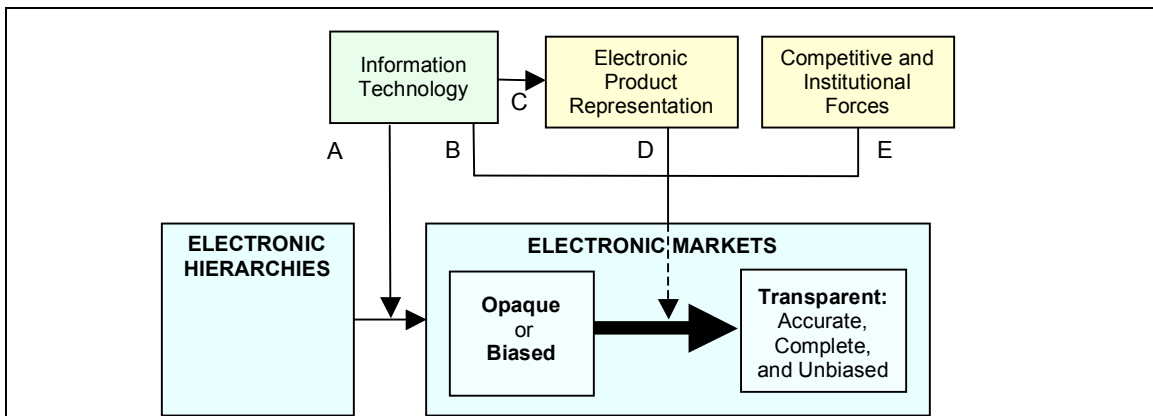 Information
Technology
Electronic
Product
Representation
Competitive and
Institutional
Forces
C
A
B
D
E
ELECTRONIC
HIERARCHIES
ELECTRONIC MARKETS
Opaque
or
Biased
Transparent:
Accurate,
Complete,
and Unbiased